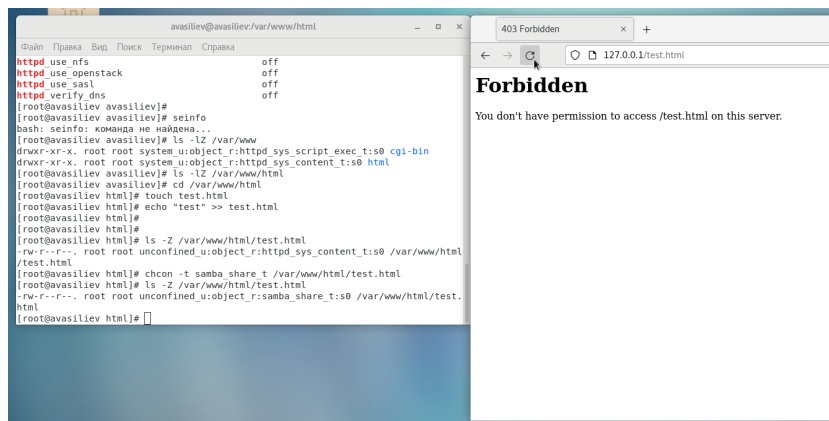 avasiliev@avasiliev:/var/www/html
Файл Правка Вид Поиск Терминал Справка
httpd_use_nfs off
httpd_use_openstack off
httpd_use_sasl off
httpd_verify_dns off
[root@avasiliev avasiliev]#
[root@avasiliev avasiliev]# seinfo
bash: seinfo: команда не найдена...
[root@avasiliev avasiliev]# ls -lZ /var/www
drwxr-xr-x. root root system_u:object_r:httpd_sys_script_exec_t:s0 cgi-bin
drwxr-xr-x. root root system_u:object_r:httpd_sys_content_t:s0 html
[root@avasiliev avasiliev]# ls -lZ /var/www/html
[root@avasiliev avasiliev]# cd /var/www/html
[root@avasiliev html]# touch test.html
[root@avasiliev html]# echo "test" >> test.html
[root@avasiliev html]#
[root@avasiliev html]#
[root@avasiliev html]# ls -Z /var/www/html/test.html
-rw-r--r--. root root unconfined_u:object_r:httpd_sys_content_t:s0 /var/www/html
/test.html
[root@avasiliev html]# chcon -t samba_share_t /var/www/html/test.html
[root@avasiliev html]# ls -Z /var/www/html/test.html
-rw-r--r--. root root unconfined_u:object_r:samba_share_t:s0 /var/www/html/test.
html
[root@avasiliev html]#
403 Forbidden
127.0.0.1/test.html
Forbidden
You don't have permission to access /test.html on this server.